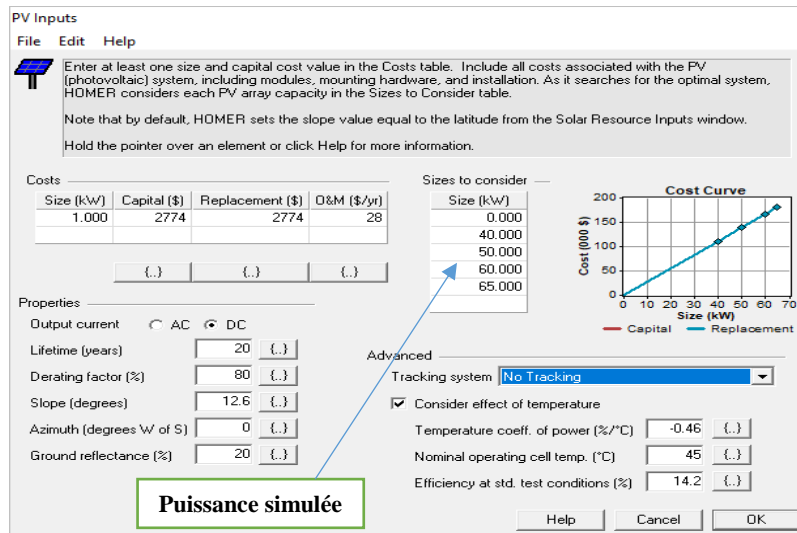 PV Inputs
File Edit Help
Enter at least one size and capital cost value in the Costs table. Include all costs associated with the PV
(photovoltaic) system, including modules, mounting hardware, and installation. As it searches for the optimal system,
HOMER considers each PV array capacity in the Sizes to Consider table.
Note that by default, HOMER sets the slope value equal to the latitude from the Solar Resource Inputs window.
Hold the pointer over an element or click Help for more information.
Costs
Size (kW) Capital ($) Replacement ($) O&M ($/yr)
1.000 2774 2774 28
{..} {..} {..}
Sizes to consider
Size (kW)
0.000
40.000
50.000
60.000
65.000
Cost Curve
Cost (000 $)
200
150
100
50
0
0 10 20 30 40 50 60 70
Size (kW)
Capital Replacement
Properties
Output current AC DC
Lifetime (years) 20 {..}
Derating factor (%) 80 {..}
Slope (degrees) 12.6 {..}
Azimuth (degrees W of S) 0 {..}
Ground reflectance (%) 20 {..}
Advanced
Tracking system No Tracking
Consider effect of temperature
Temperature coeff. of power (%/°C) -0.46 {..}
Nominal operating cell temp. (°C) 45 {..}
Efficiency at std. test conditions (%) 14.2 {..}
Puissance simulée
Help Cancel OK